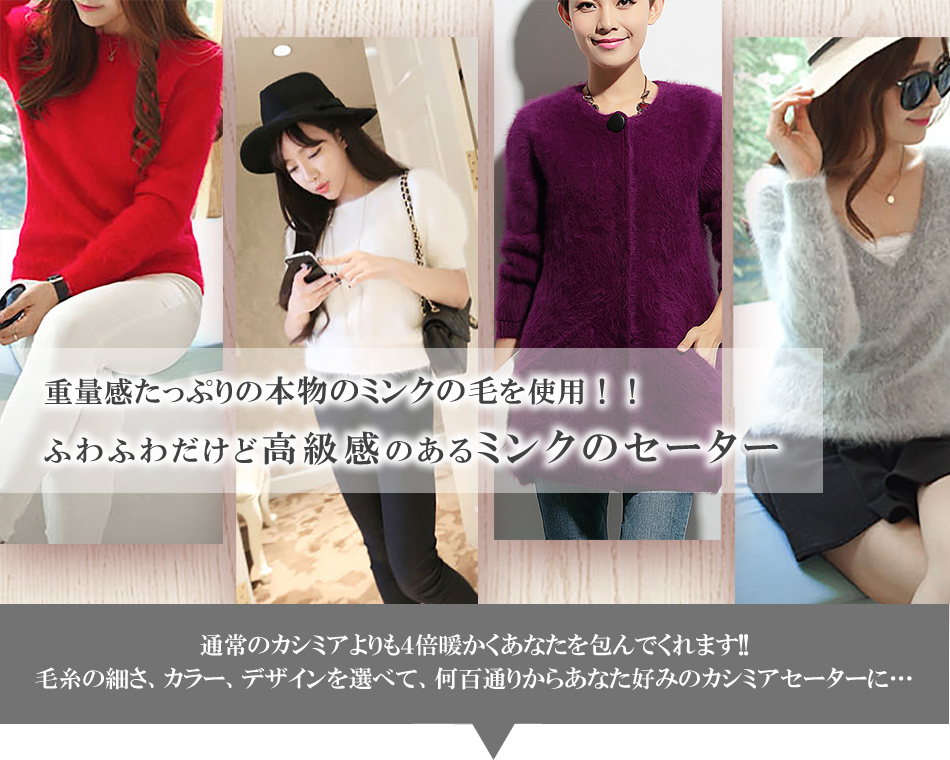 重量感たっぷりの本物のミンクの毛を使用！！
ふわふわだけど高級感のあるミンクのセーター
通常のカシミアよりも4倍暖かくあなたを包んでくれます!!
毛糸の細さ、カラー、デザインを選べて、何百通りからあなた好みのカシミアセーターに…